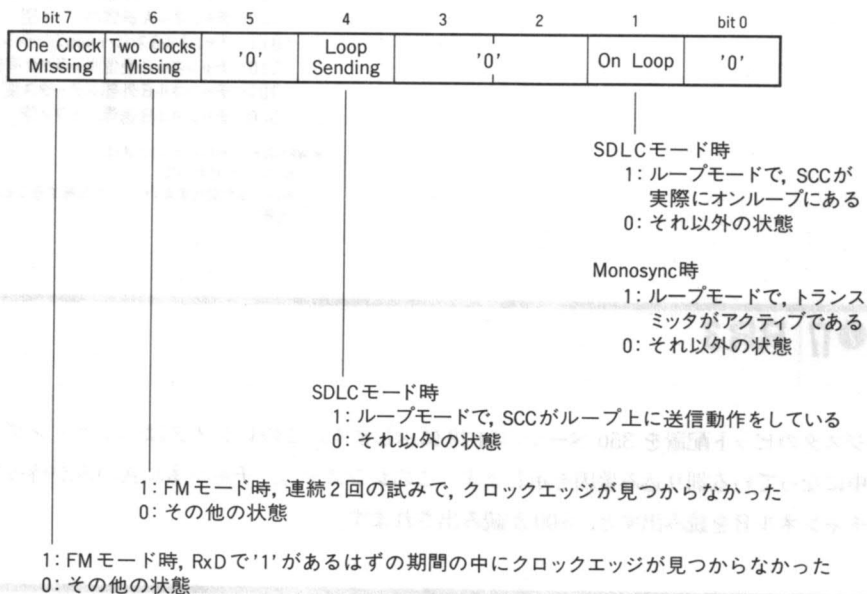 bit 7 6 5 4 3 2 1 bit 0
One Clock Missing Two Clocks Missing '0' Loop Sending '0' On Loop '0'
SDLCモード時
1: ループモードで, SCCが
実際にオンループにある
0: それ以外の状態
Monosync時
1: ループモードで, トランス
ミッタがアクティブである
0: それ以外の状態
SDLCモード時
1: ループモードで, SCCがループ上に送信動作をしている
0: それ以外の状態
1: FMモード時, 連続2回の試みで, クロックエッジが見つからなかった
0: その他の状態
1: FMモード時, RxDで'1'があるはずの期間の中にクロックエッジが見つからなかった
0: その他の状態